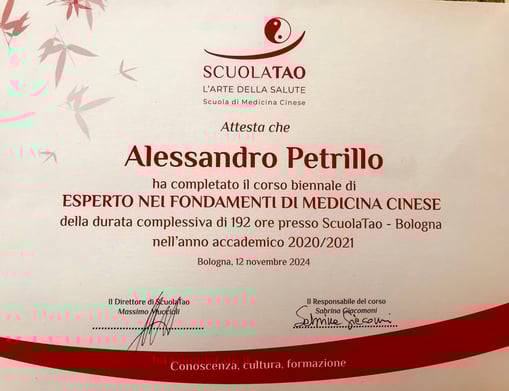 SCUOLATAO
L'ARTE DELLA SALUTE
Scuola di Medicina Cinese
Attesta che
Alessandro Petrillo
ha completato il corso biennale di
ESPERTO NEI FONDAMENTI DI MEDICINA CINESE
della durata complessiva di 192 ore presso ScuolaTao - Bologna
nell'anno accademico 2020/2021
Bologna, 12 novembre 2024
Il Direttore di ScuolaTao
Massimo Muccioli
Il Responsabile del corso
Sabrina Giacomoni
Conoscenza, cultura, formazione